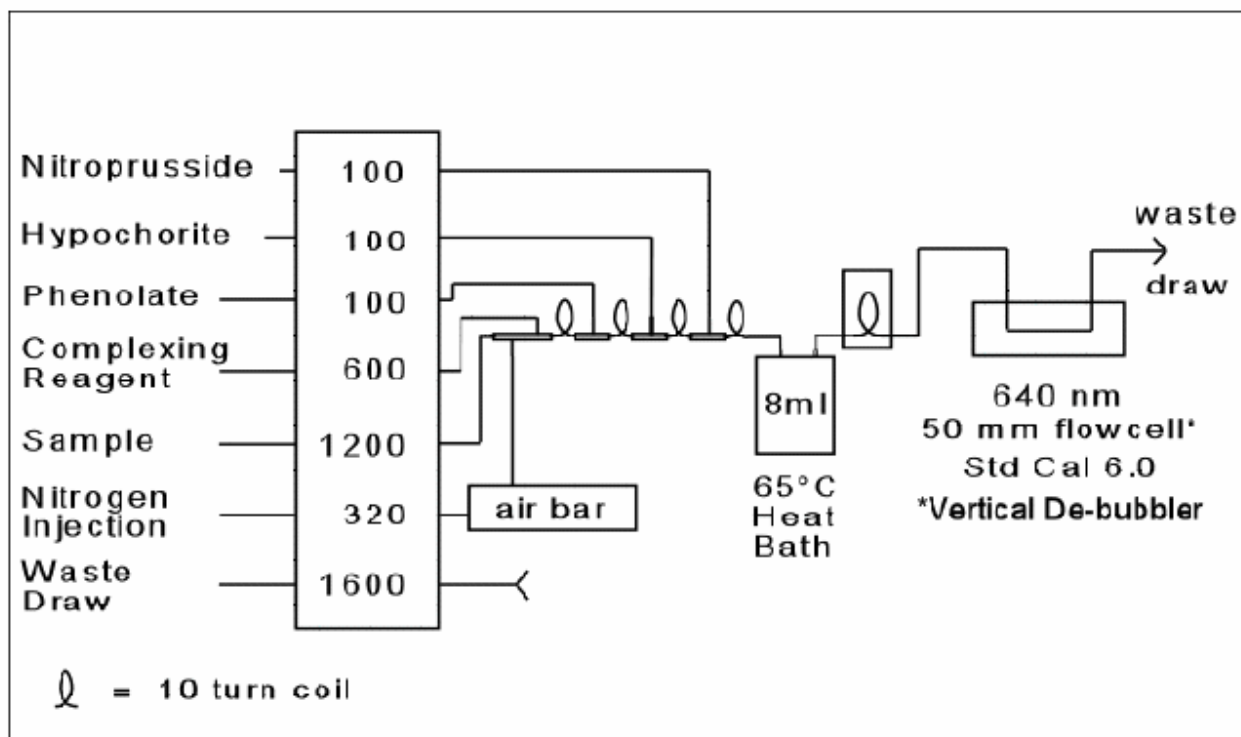 Nitroprusside
100
Hypochorite
100
Phenolate
100
Complexing
Reagent
600
Sample
1200
Nitrogen
Injection
320
air bar
Waste
Draw
1600
8ml
65°C
Heat
Bath
waste
draw
640 nm
50 mm flowcell*
Std Cal 6.0
*Vertical De-bubbler
= 10 turn coil